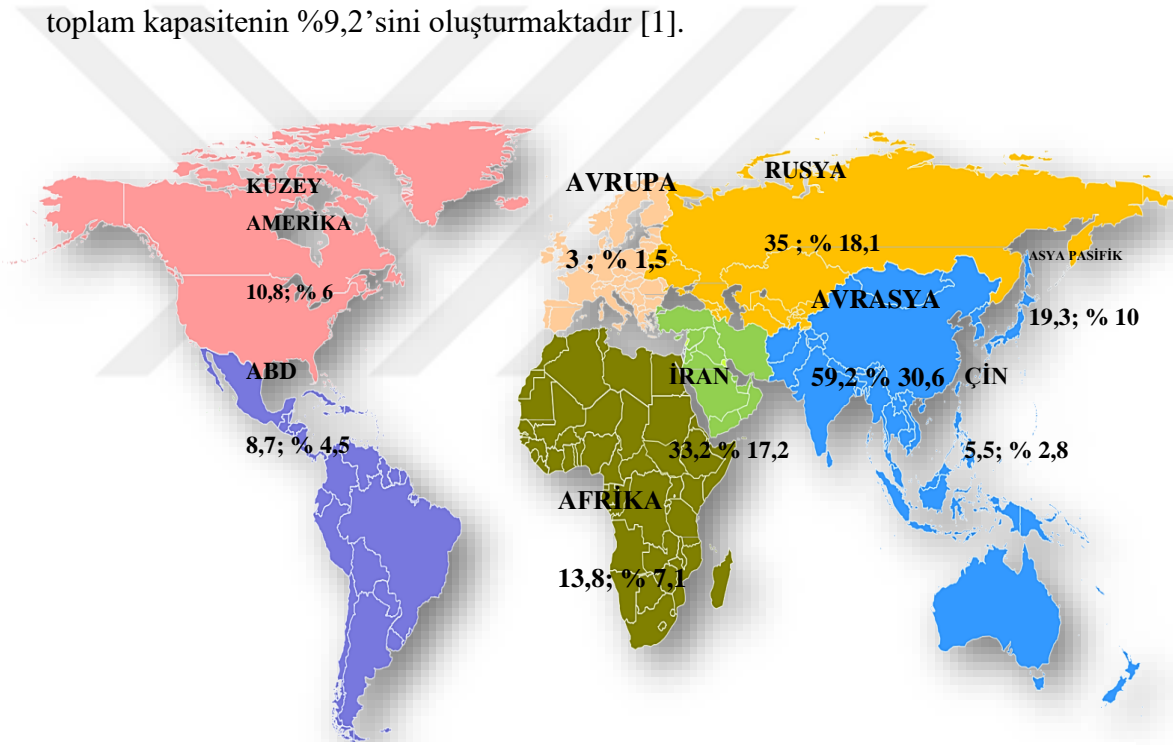 toplam kapasitenin %9,2’sini oluşturmaktadır [1].
KUZEY
AMERİKA
10,8; % 6
ABD
8,7; % 4,5
AVRUPA
3 ; % 1,5
RUSYA
35 ; % 18,1
ASYA PASİFİK
19,3; % 10
AVRASYA
59,2 % 30,6
İRAN
33,2 % 17,2
ÇİN
5,5; % 2,8
AFRİKA
13,8; % 7,1